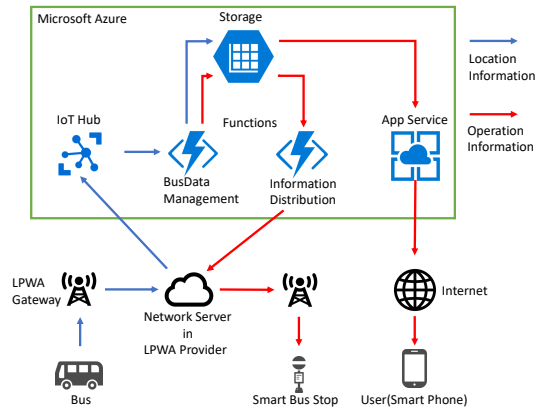 Microsoft Azure
Storage
Location
Information
IoT Hub
Functions
App Service
Operation
Information
BusData
Management
Information
Distribution
LPWA
Gateway
Network Server
in
LPWA Provider
Internet
Bus
Smart Bus Stop
User(Smart Phone)